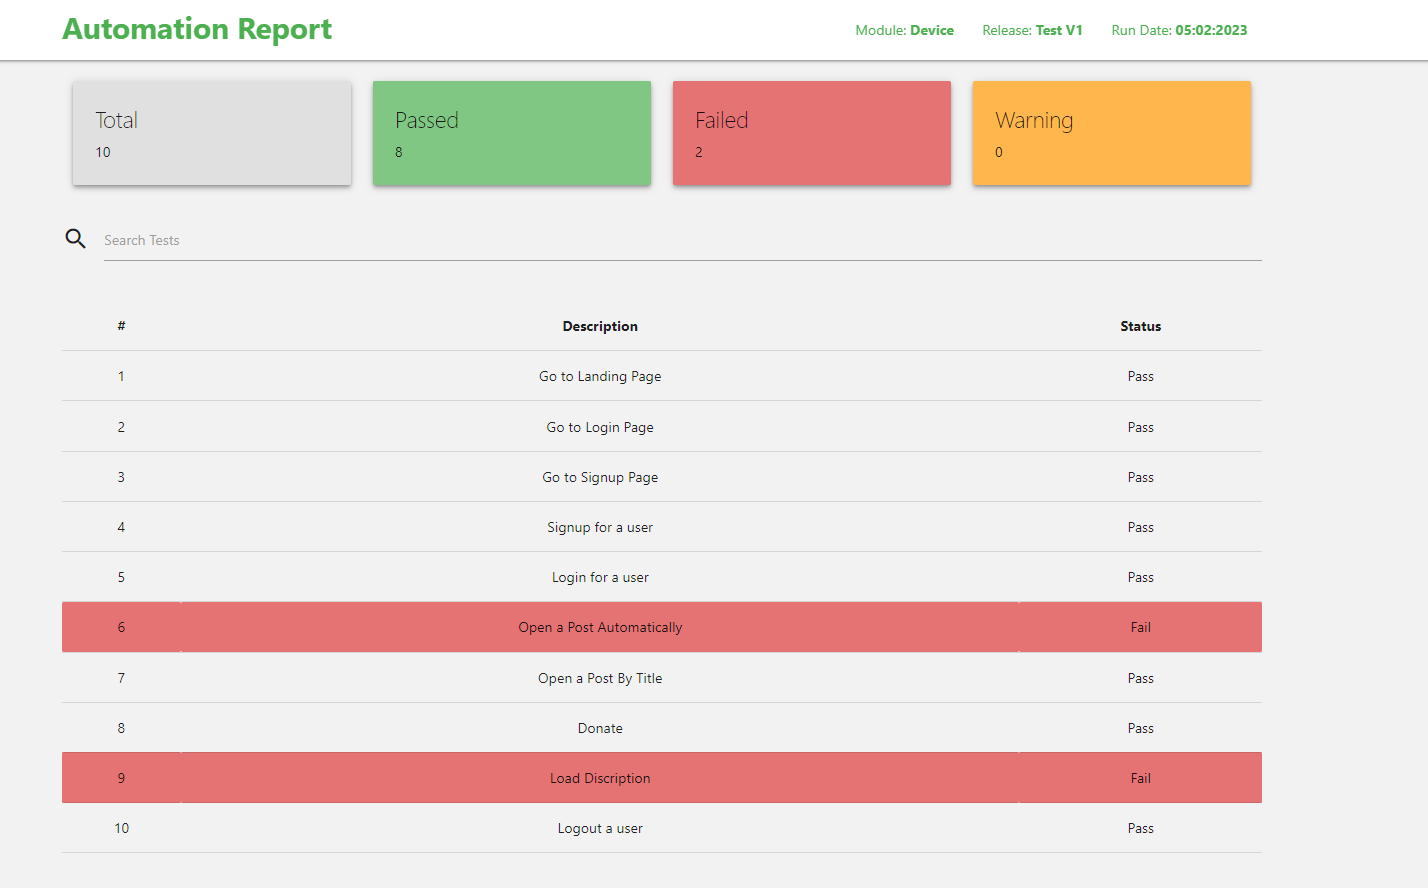 Automation Report
Module: Device Release: Test V1 Run Date: 05:02:2023
Total
10
Passed
8
Failed
2
Warning
0
Search Tests
# Description Status
1 Go to Landing Page Pass
2 Go to Login Page Pass
3 Go to Signup Page Pass
4 Signup for a user Pass
5 Login for a user Pass
6 Open a Post Automatically Fail
7 Open a Post By Title Pass
8 Donate Pass
9 Load Discription Fail
10 Logout a user Pass